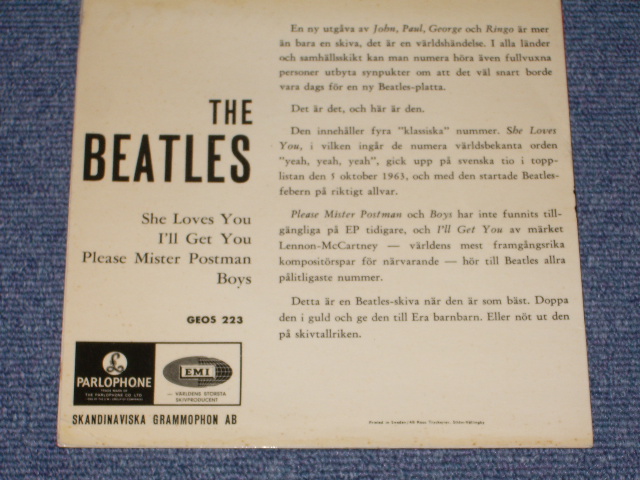 THE
BEATLES
She Loves You
I'll Get You
Please Mister Postman
Boys
GEOS 223
PARLOPHONE
TRADE MARK OF
THE PARLOPHONE CO. LTD.
EMI
— VÄRLDENS STÖRSTA
SKIVPRODUCENT
SKANDINAVISKA GRAMMOPHON AB
En ny utgåva av John, Paul, George och Ringo är mer
än bara en skiva, det är en världshändelse. I alla länder
och samhällsskikt kan man numera höra även fullvuxna
personer utbyta synpukter om att det väl snart borde
vara dags för en ny Beatles-platta.
Det är det, och här är den.
Den innehåller fyra "klassiska" nummer. She Loves
You, i vilken ingår de numera världsbekanta orden
"yeah, yeah, yeah", gick upp på svenska tio i topp-
listan den 5 oktober 1963, och med den startade Beatles-
febern på riktigt allvar.
Please Mister Postman och Boys har inte funnits till-
gängliga på EP tidigare, och I'll Get You av märket
Lennon-McCartney — världens mest framgångsrika
kompositörspar för närvarande — hör till Beatles allra
pålitligaste nummer.
Detta är en Beatles-skiva när den är som bäst. Doppa
den i guld och ge den till Era barnbarn. Eller nöt ut den
på skivtallriken.